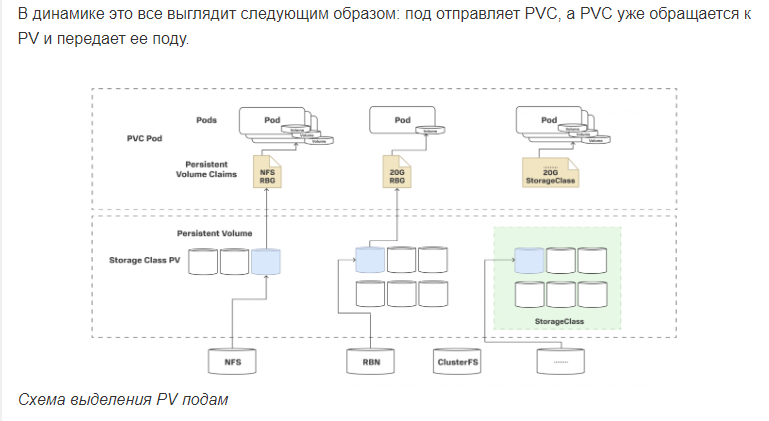 В динамике это все выглядит следующим образом: под отправляет PVC, а PVC уже обращается к
PV и передает ее поду.
Pods
Pod
Volume
Volume
Volume
Pod
Volume
Pod
Volume
Volume
Volume
PVC Pod
Persistent
Volume Claims
NFS
RBG
20G
RBG
........
20G
StorageClass
Persistent Volume
Storage Class PV
StorageClass
NFS
RBN
ClusterFS
........
Схема выделения PV подам